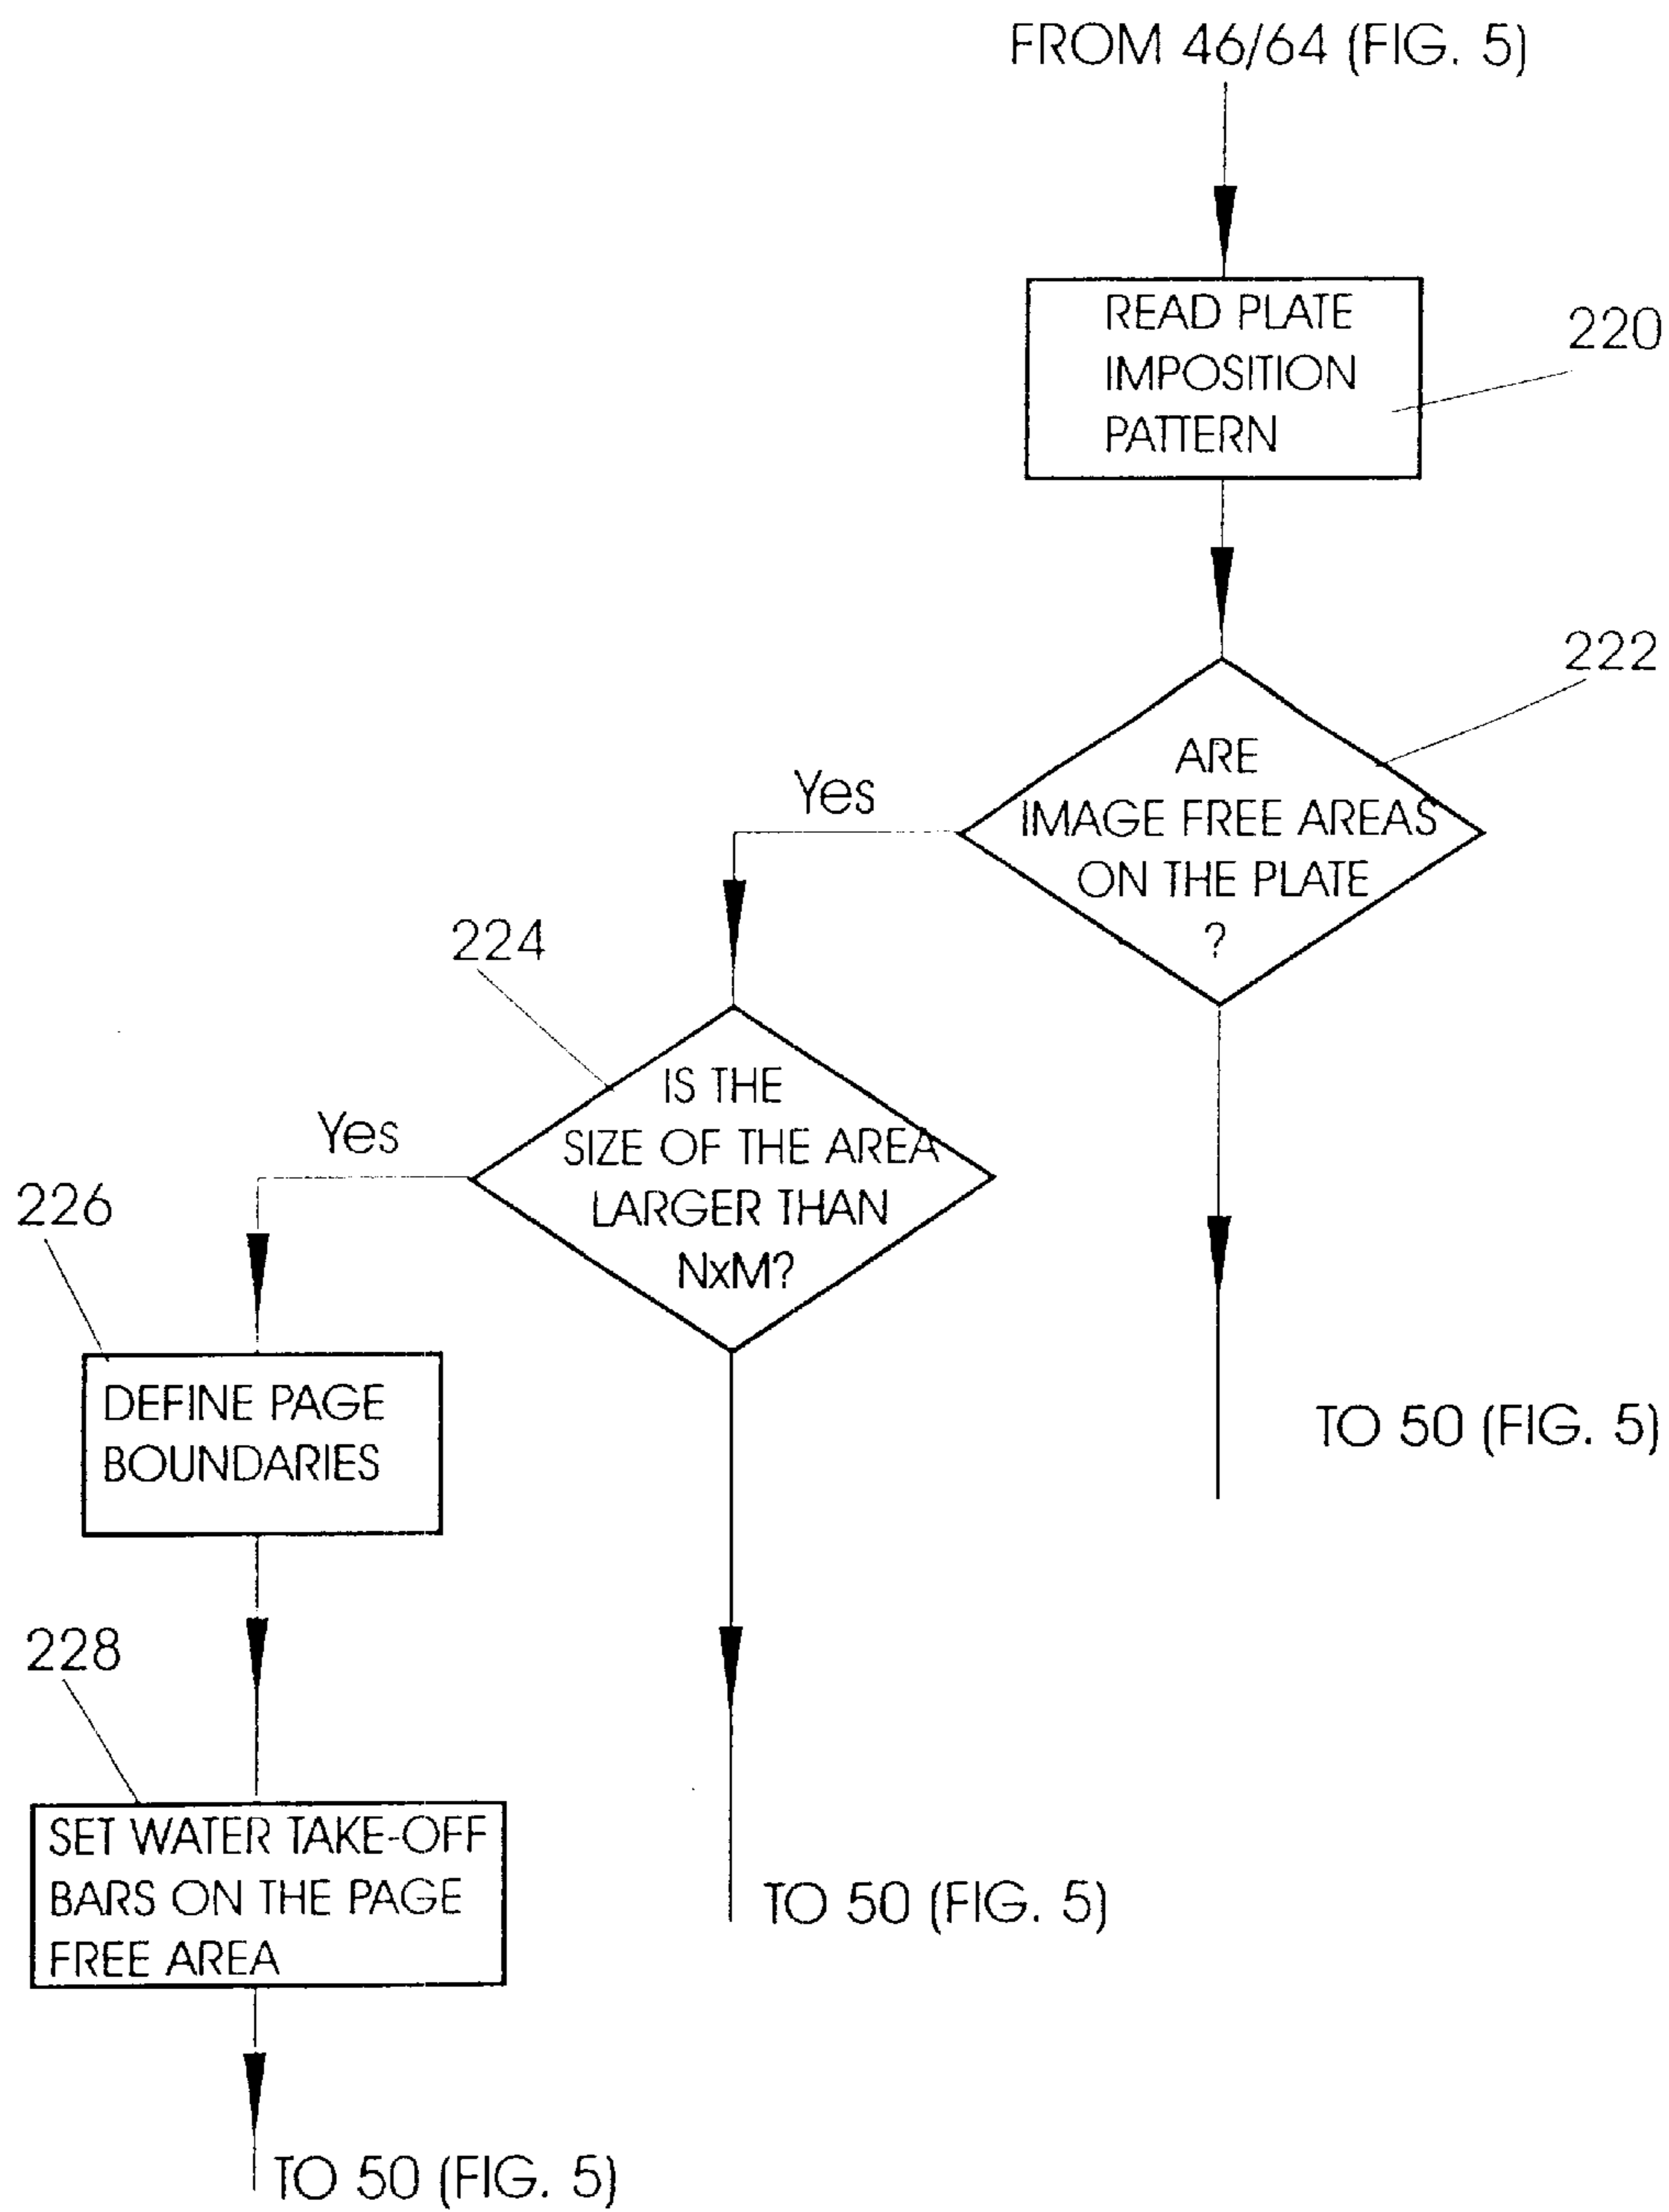 FROM 46/64 (FIG. 5)
READ PLATE
IMPOSITION
PATTERN
220
222
ARE
IMAGE FREE AREAS
ON THE PLATE
?
Yes
224
IS THE
SIZE OF THE AREA
LARGER THAN
NxM?
Yes
226
DEFINE PAGE
BOUNDARIES
TO 50 (FIG. 5)
228
SET WATER TAKE-OFF
BARS ON THE PAGE
FREE AREA
TO 50 (FIG. 5)
TO 50 (FIG. 5)